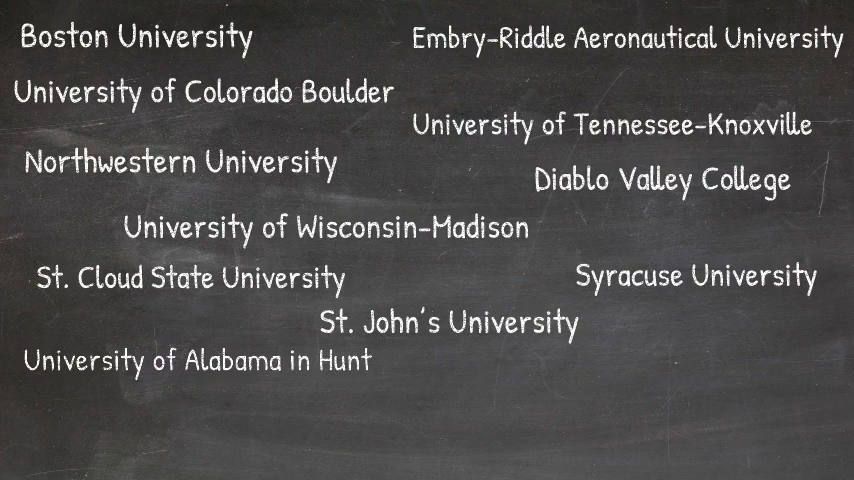 Boston University
Embry-Riddle Aeronautical University
University of Colorado Boulder
University of Tennessee-Knoxville
Northwestern University
Diablo Valley College
University of Wisconsin-Madison
St. Cloud State University
Syracuse University
St. John's University
University of Alabama in Hunt